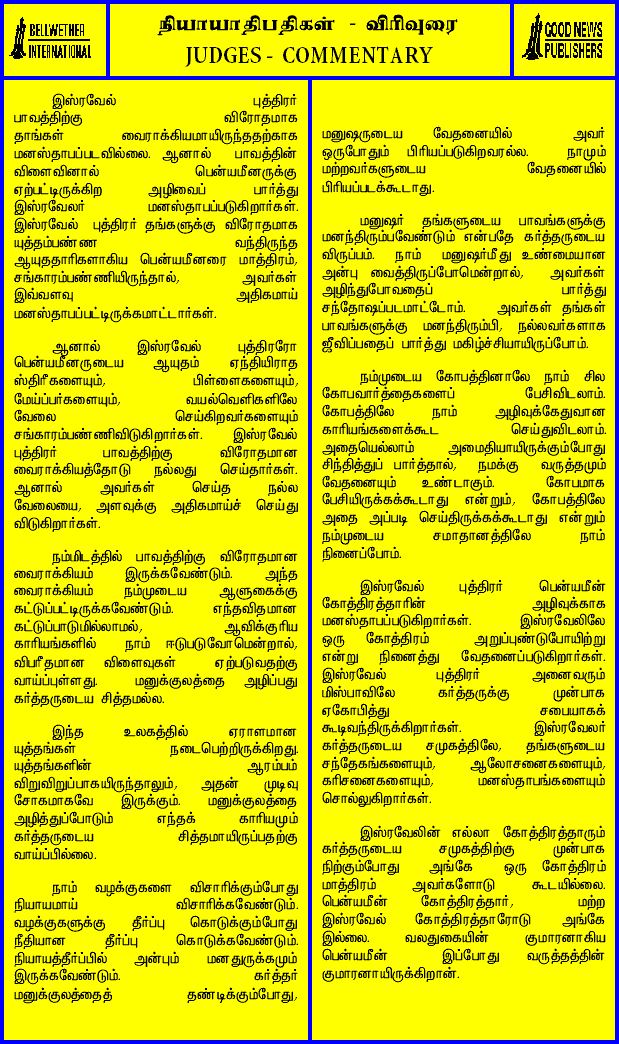 BELLWETHER
INTERNATIONAL
நியாயாதிபதிகள் - விரிவுரை
JUDGES - COMMENTARY
GOOD NEWS
PUBLISHERS
இஸ்ரவேல் புத்திரர்
பாவத்திற்கு விரோதமாக
தாங்கள் வைராக்கியமாயிருந்ததற்காக
மனஸ்தாபப்படவில்லை. ஆனால் பாவத்தின்
விளைவினால் பென்யமீனருக்கு
ஏற்பட்டிருக்கிற அழிவைப் பார்த்து
இஸ்ரவேலர் மனஸ்தாபப்படுகிறார்கள்.
இஸ்ரவேல் புத்திரர் தங்களுக்கு விரோதமாக
யுத்தம்பண்ண வந்திருந்த
ஆயுததாரிகளாகிய பென்யமீனரை மாத்திரம்,
சங்காரம்பண்ணியிருந்தால், அவர்கள்
இவ்வளவு அதிகமாய்
மனஸ்தாபப்பட்டிருக்கமாட்டார்கள்.
ஆனால் இஸ்ரவேல் புத்திரரோ
பென்யமீனருடைய ஆயுதம் ஏந்தியிராத
ஸ்திரீகளையும், பிள்ளைகளையும்,
மேய்ப்பர்களையும், வயல்வெளிகளிலே
வேலை செய்கிறவர்களையும்
சங்காரம்பண்ணிவிடுகிறார்கள். இஸ்ரவேல்
புத்திரர் பாவத்திற்கு விரோதமான
வைராக்கியத்தோடு நல்லது செய்தார்கள்.
ஆனால் அவர்கள் செய்த நல்ல
வேலையை, அளவுக்கு அதிகமாய்ச் செய்து
விடுகிறார்கள்.
நம்மிடத்தில் பாவத்திற்கு விரோதமான
வைராக்கியம் இருக்கவேண்டும். அந்த
வைராக்கியம் நம்முடைய ஆளுகைக்கு
கட்டுப்பட்டிருக்கவேண்டும். எந்தவிதமான
கட்டுப்பாடுமில்லாமல், ஆவிக்குரிய
காரியங்களில் நாம் ஈடுபடுவோமென்றால்,
விபரீதமான விளைவுகள் ஏற்படுவதற்கு
வாய்ப்புள்ளது. மனுக்குலத்தை அழிப்பது
கர்த்தருடைய சித்தமல்ல.
இந்த உலகத்தில் ஏராளமான
யுத்தங்கள் நடைபெற்றிருக்கிறது.
யுத்தங்களின் ஆரம்பம்
விறுவிறுப்பாகயிருந்தாலும், அதன் முடிவு
சோகமாகவே இருக்கும். மனுக்குலத்தை
அழித்துப்போடும் எந்தக் காரியமும்
கர்த்தருடைய சித்தமாயிருப்பதற்கு
வாய்ப்பில்லை.
நாம் வழக்குகளை விசாரிக்கும்போது
நியாயமாய் விசாரிக்கவேண்டும்.
வழக்குகளுக்கு தீர்ப்பு கொடுக்கும்போது
நீதியான தீர்ப்பு கொடுக்கவேண்டும்.
நியாயத்தீர்ப்பில் அன்பும் மனதுருக்கமும்
இருக்கவேண்டும். கர்த்தர்
மனுக்குலத்தைத் தண்டிக்கும்போது,
மனுஷருடைய வேதனையில் அவர்
ஒருபோதும் பிரியப்படுகிறவரல்ல. நாமும்
மற்றவர்களுடைய வேதனையில்
பிரியப்படக்கூடாது.
மனுஷர் தங்களுடைய பாவங்களுக்கு
மனந்திரும்பவேண்டும் என்பதே கர்த்தருடைய
விருப்பம். நாம் மனுஷர்மீது உண்மையான
அன்பு வைத்திருப்போமென்றால், அவர்கள்
அழிந்துபோவதைப் பார்த்து
சந்தோஷப்படமாட்டோம். அவர்கள் தங்கள்
பாவங்களுக்கு மனந்திரும்பி, நல்லவர்களாக
ஜீவிப்பதைப் பார்த்து மகிழ்ச்சியாயிருப்போம்.
நம்முடைய கோபத்தினாலே நாம் சில
கோபவார்த்தைகளைப் பேசிவிடலாம்.
கோபத்திலே நாம் அழிவுக்கேதுவான
காரியங்களைக்கூட செய்துவிடலாம்.
அதையெல்லாம் அமைதியாயிருக்கும்போது
சிந்தித்துப் பார்த்தால், நமக்கு வருத்தமும்
வேதனையும் உண்டாகும். கோபமாக
பேசியிருக்கக்கூடாது என்றும், கோபத்திலே
அதை அப்படி செய்திருக்கக்கூடாது என்றும்
நம்முடைய சமாதானத்திலே நாம்
நினைப்போம்.
இஸ்ரவேல் புத்திரர் பென்யமீன்
கோத்திரத்தாரின் அழிவுக்காக
மனஸ்தாபப்படுகிறார்கள். இஸ்ரவேலிலே
ஒரு கோத்திரம் அறுப்புண்டுபோயிற்று
என்று நினைத்து வேதனைப்படுகிறார்கள்.
இஸ்ரவேல் புத்திரர் அனைவரும்
மிஸ்பாவிலே கர்த்தருக்கு முன்பாக
ஏகோபித்து சபையாகக்
கூடிவந்திருக்கிறார்கள். இஸ்ரவேலர்
கர்த்தருடைய சமுகத்திலே, தங்களுடைய
சந்தேகங்களையும், ஆலோசனைகளையும்,
கரிசனைகளையும், மனஸ்தாபங்களையும்
சொல்லுகிறார்கள்.
இஸ்ரவேலின் எல்லா கோத்திரத்தாரும்
கர்த்தருடைய சமுகத்திற்கு முன்பாக
நிற்கும்போது அங்கே ஒரு கோத்திரம்
மாத்திரம் அவர்களோடு கூடயில்லை.
பென்யமீன் கோத்திரத்தார், மற்ற
இஸ்ரவேல் கோத்திரத்தாரோடு அங்கே
இல்லை. வலதுகையின் குமாரனாகிய
பென்யமீன் இப்போது வருத்தத்தின்
குமாரனாயிருக்கிறான்.